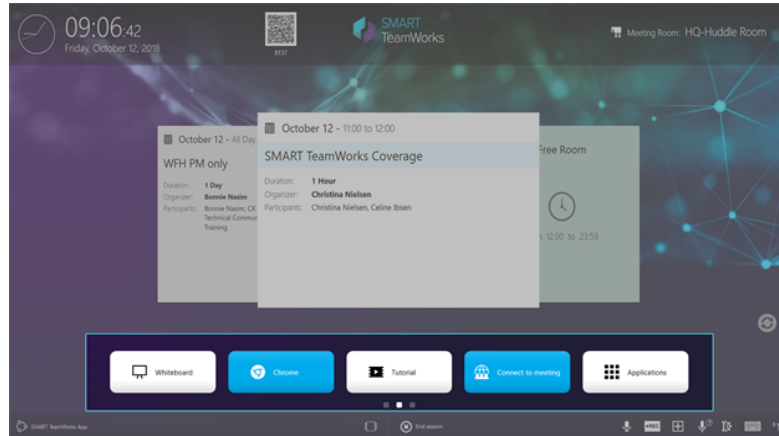 09:06:42
Friday, October 12, 2018
8137
SMART
TeamWorks
Meeting Room: HQ-Huddle Room
October 12 - All Day
WFH PM only
Duration: 1 Day
Organizer: Bonnie Nasim
Participants: Bonnie Nasim, CX
Technical Commun
Training
October 12 - 11:00 to 12:00
SMART TeamWorks Coverage
Duration: 1 Hour
Organizer: Christina Nielsen
Participants: Christina Nielsen, Celine Ibsen
Free Room
12:00 to 23:59
Whiteboard
Chrome
Tutorial
Connect to meeting
Applications
SMART TeamWorks App
End session
REC